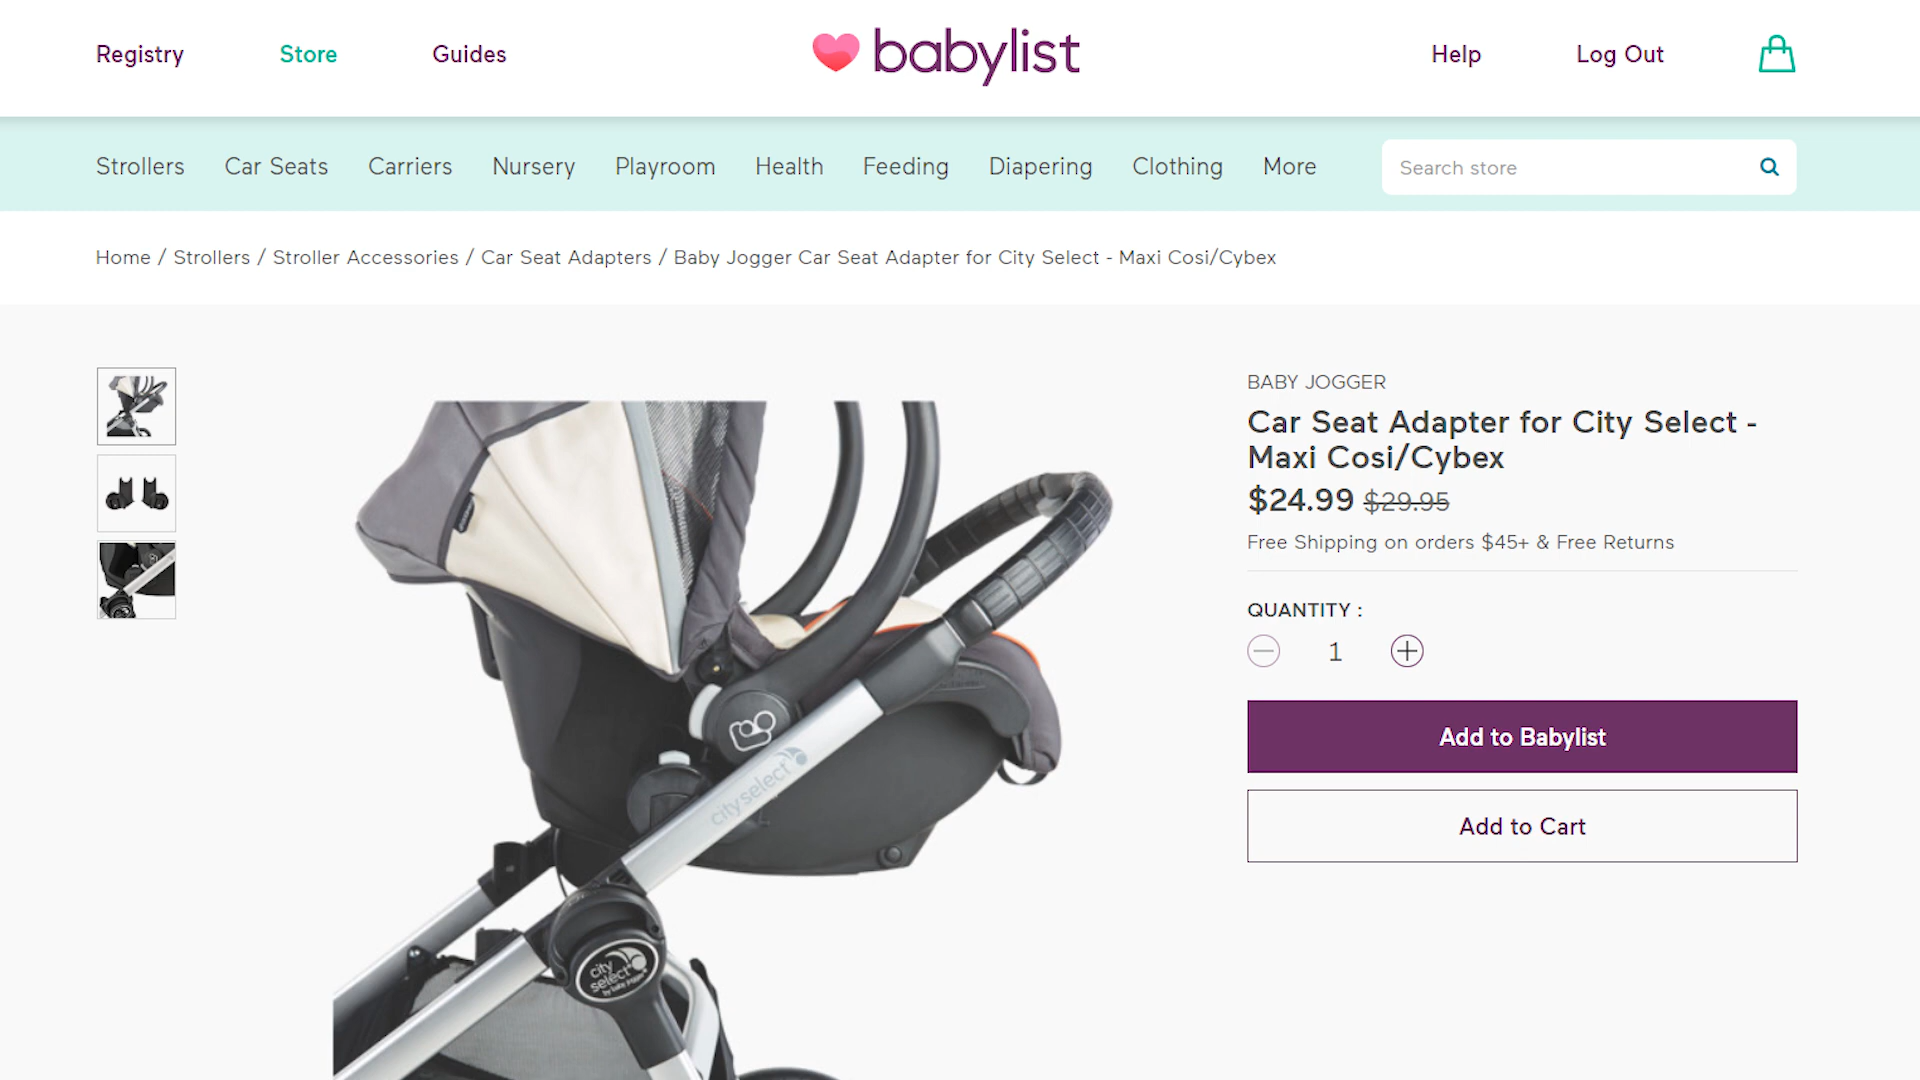 Registry
Store
Guides
babylist
Help
Log Out
Strollers
Car Seats
Carriers
Nursery
Playroom
Health
Feeding
Diapering
Clothing
More
Search store
Home / Strollers / Stroller Accessories / Car Seat Adapters / Baby Jogger Car Seat Adapter for City Select - Maxi Cosi/Cybex
BABY JOGGER
Car Seat Adapter for City Select -
Maxi Cosi/Cybex
$24.99 $29.95
Free Shipping on orders $45+ & Free Returns
QUANTITY :
1
Add to Babylist
Add to Cart
city select
city
select